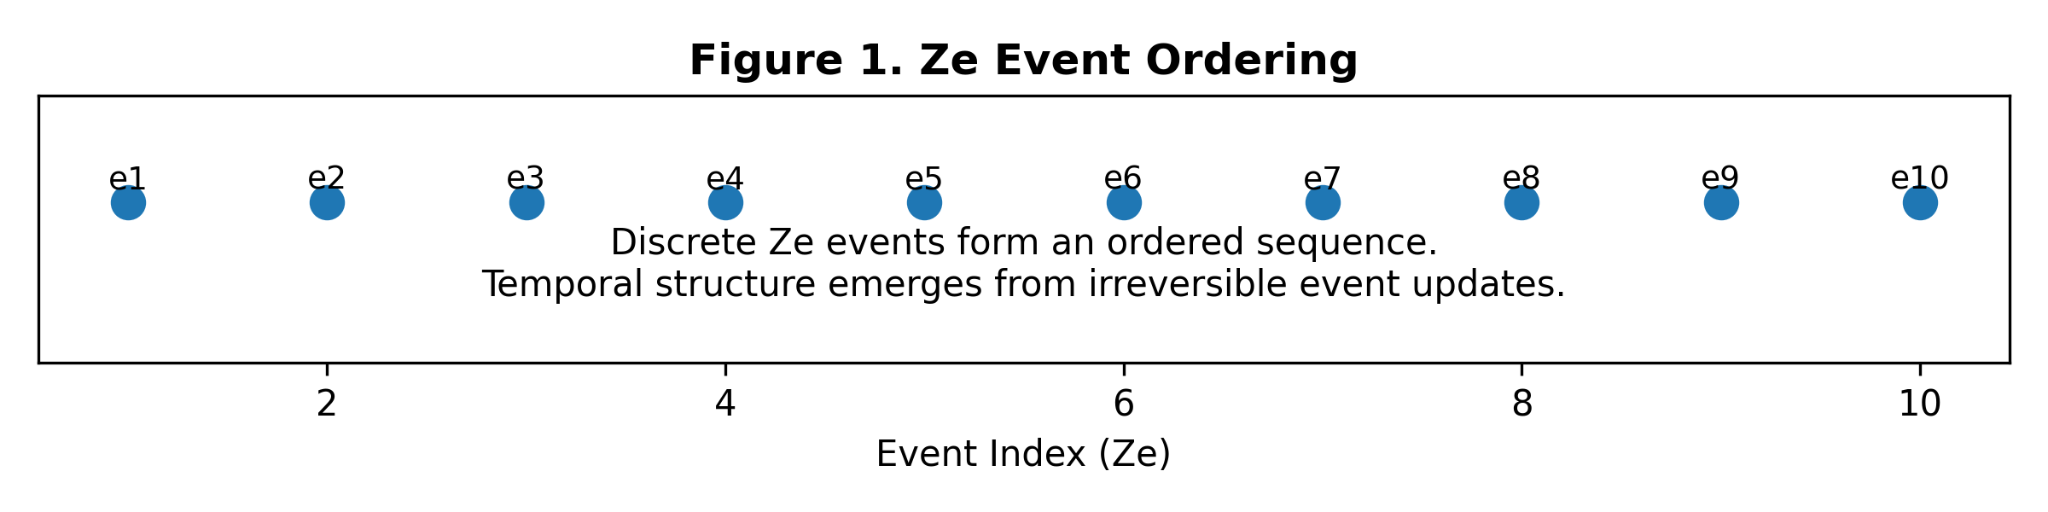 Figure 1. Ze Event Ordering
e1 e2 e3 e4 e5 e6 e7 e8 e9 e10
Discrete Ze events form an ordered sequence.
Temporal structure emerges from irreversible event updates.
2 4 6 8 10
Event Index (Ze)